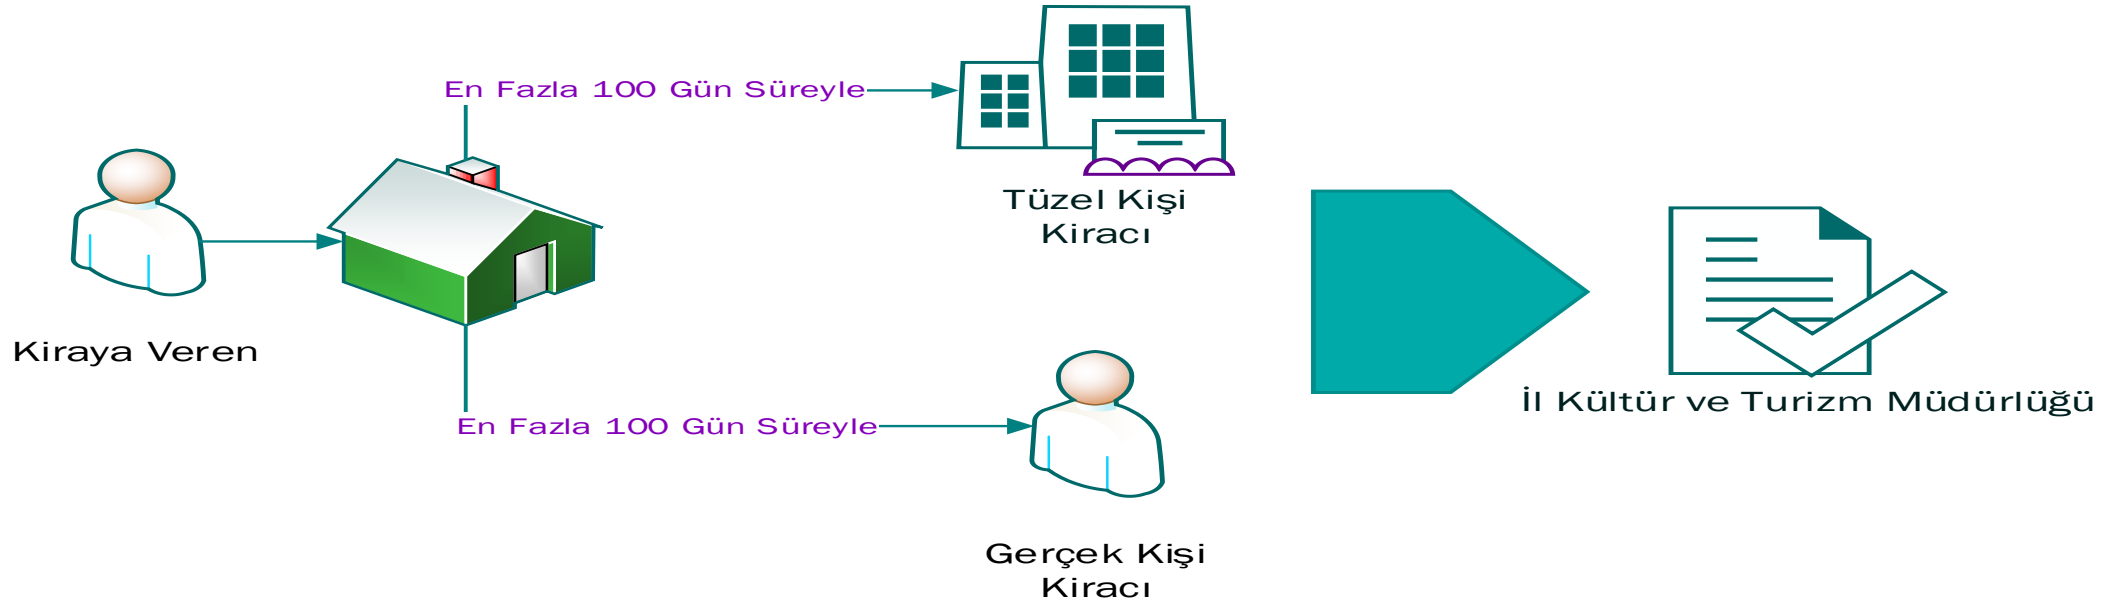 En Fazla 100 Gün Süreyle
Tüzel Kişi
Kiracı
Kiraya Veren
İl Kültür ve Turizm Müdürlüğü
En Fazla 100 Gün Süreyle
Gerçek Kişi
Kiracı